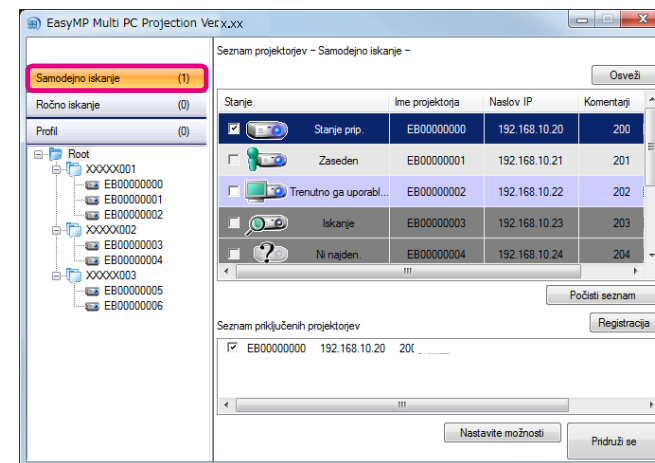 EasyMP Multi PC Projection Ver.x.xx
Seznam projektorjev - Samodejno iskanje -
Samodejno iskanje (1)
Osveži
Ročno iskanje (0)
Stanje Ime projektorja Naslov IP Komentarji
Profil (0)
Stanje prip. EB00000000 192.168.10.20 200
Zaseden EB00000001 192.168.10.21 201
Trenutno ga uporabl... EB00000002 192.168.10.22 202
Iskanje EB00000003 192.168.10.23 203
Ni najden. EB00000004 192.168.10.24 204
Root
XXXXX001
EB00000000
EB00000001
EB00000002
XXXXX002
EB00000003
EB00000004
XXXXX003
EB00000005
EB00000006
Počisti seznam
Seznam priključenih projektorjev
Registracija
EB00000000 192.168.10.20
Nastavite možnosti
Pridruži se